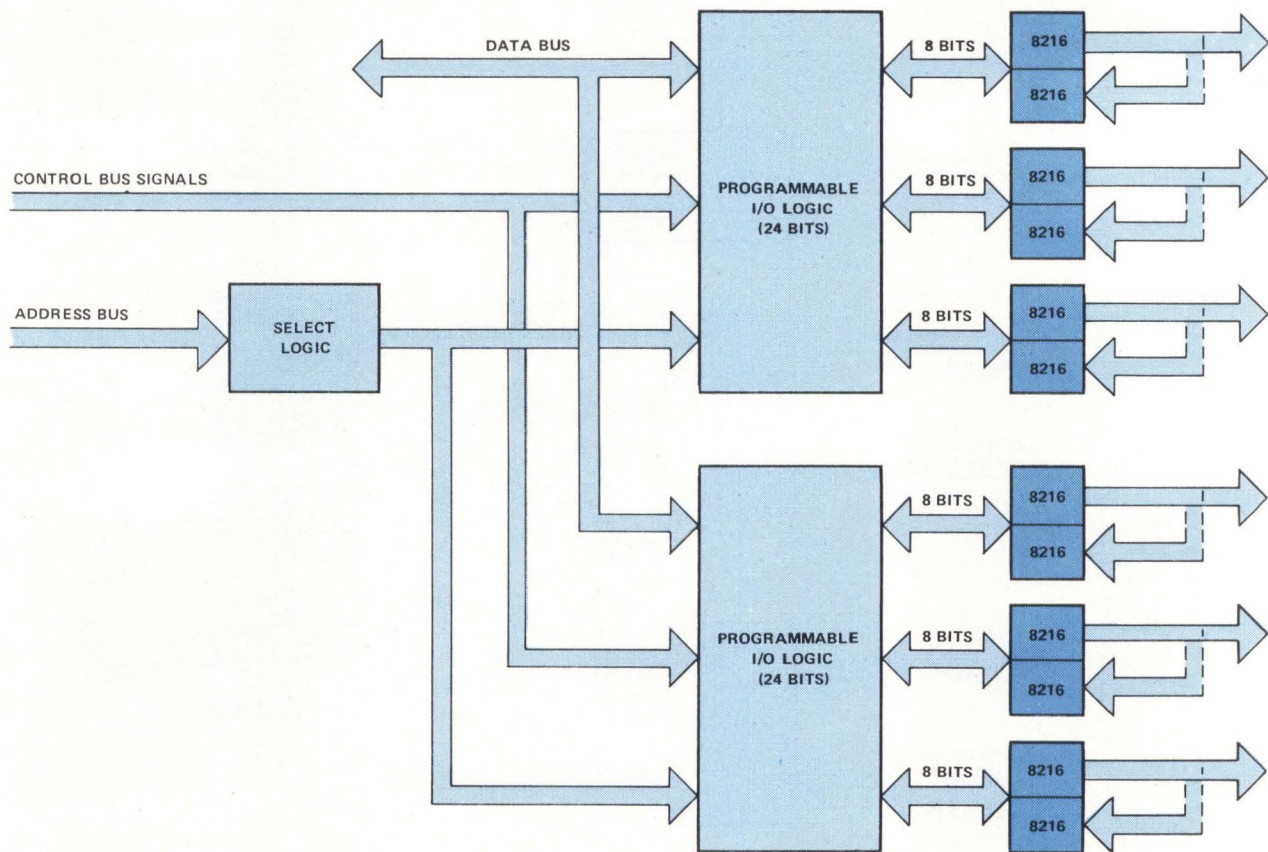 DATA BUS
8 BITS
8216
8216
CONTROL BUS SIGNALS
8 BITS
8216
8216
PROGRAMMABLE
I/O LOGIC
(24 BITS)
ADDRESS BUS
SELECT
LOGIC
8 BITS
8216
8216
8 BITS
8216
8216
PROGRAMMABLE
I/O LOGIC
(24 BITS)
8 BITS
8216
8216
8 BITS
8216
8216